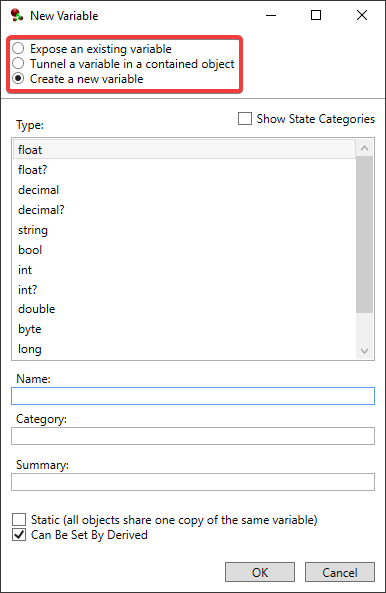 New Variable
Expose an existing variable
Tunnel a variable in a contained object
Create a new variable
Show State Categories
Type:
float
float?
decimal
decimal?
string
bool
int
int?
double
byte
long
Name:
Category:
Summary:
Static (all objects share one copy of the same variable)
Can Be Set By Derived
OK
Cancel